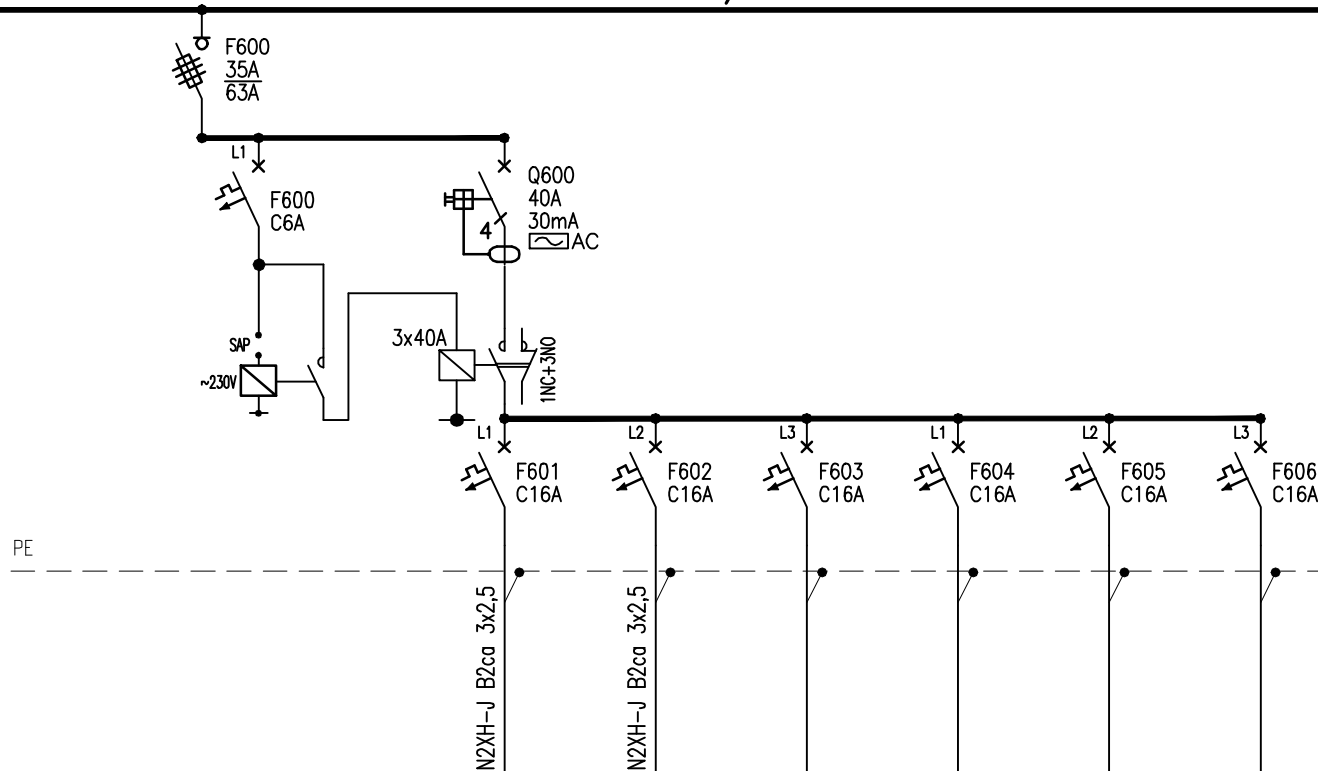 F600
35A
63A
L1
F600
C6A
Q600
40A
30mA
AC
4
SAP
~230V
3x40A
1NC+3NO
L1
F601
C16A
L2
F602
C16A
L3
F603
C16A
L1
F604
C16A
L2
F605
C16A
L3
F606
C16A
PE
N2XH-J B2ca 3x2,5
N2XH-J B2ca 3x2,5